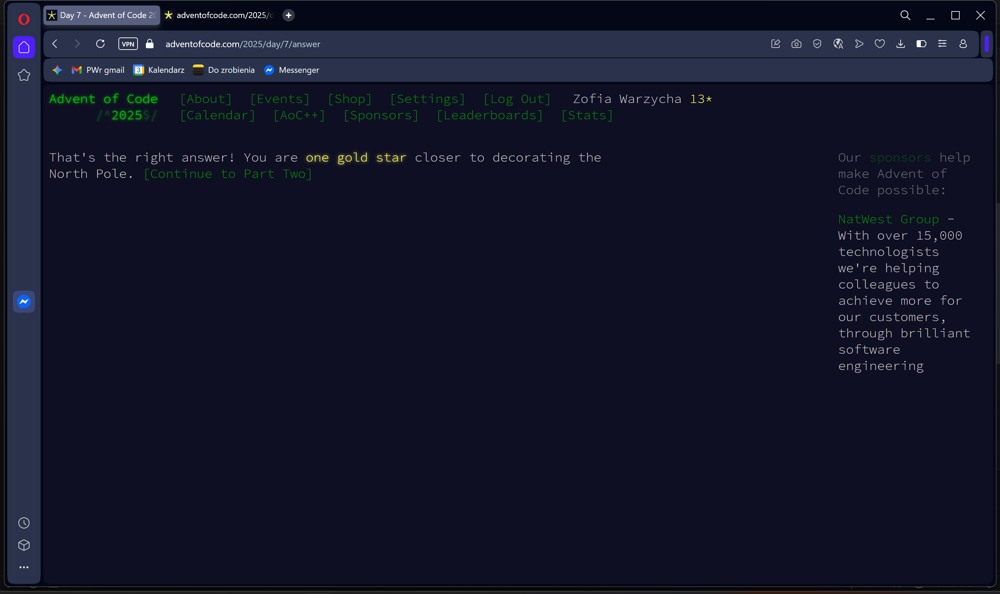 Day 7 - Advent of Code 20
adventofcode.com/2025/d
VPN
adventofcode.com/2025/day/7/answer
PWr gmail
3
Kalendarz
Do zrobienia
Messenger
Advent of Code [About] [Events] [Shop] [Settings] [Log Out] Zofia Warzycha 13*
/^2025$/ [Calendar] [AoC++] [Sponsors] [Leaderboards] [Stats]
That's the right answer! You are one gold star closer to decorating the
North Pole. [Continue to Part Two]
Our sponsors help
make Advent of
Code possible:
NatWest Group -
With over 15,000
technologists
we're helping
colleagues to
achieve more for
our customers,
through brilliant
software
engineering